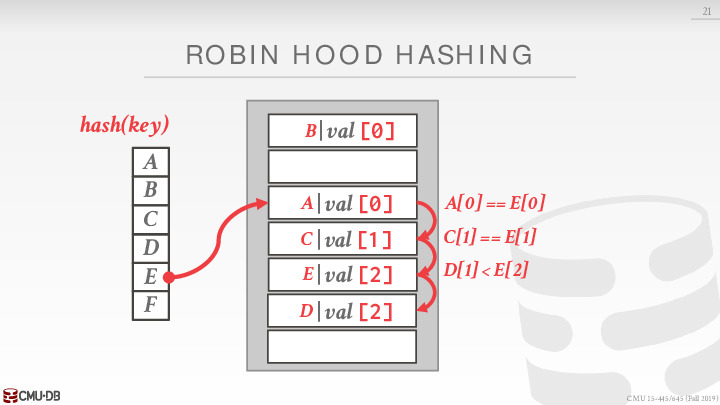 21
ROBIN HOOD HASHING
hash(key)
A
B
C
D
E
F
B|val [0]
A|val [0]
C|val [1]
E|val [2]
D|val [2]
A[0] == E[0]
C[1] == E[1]
D[1] < E[2]
CMU·DB
CMU 15-445/645 (Fall 2019)